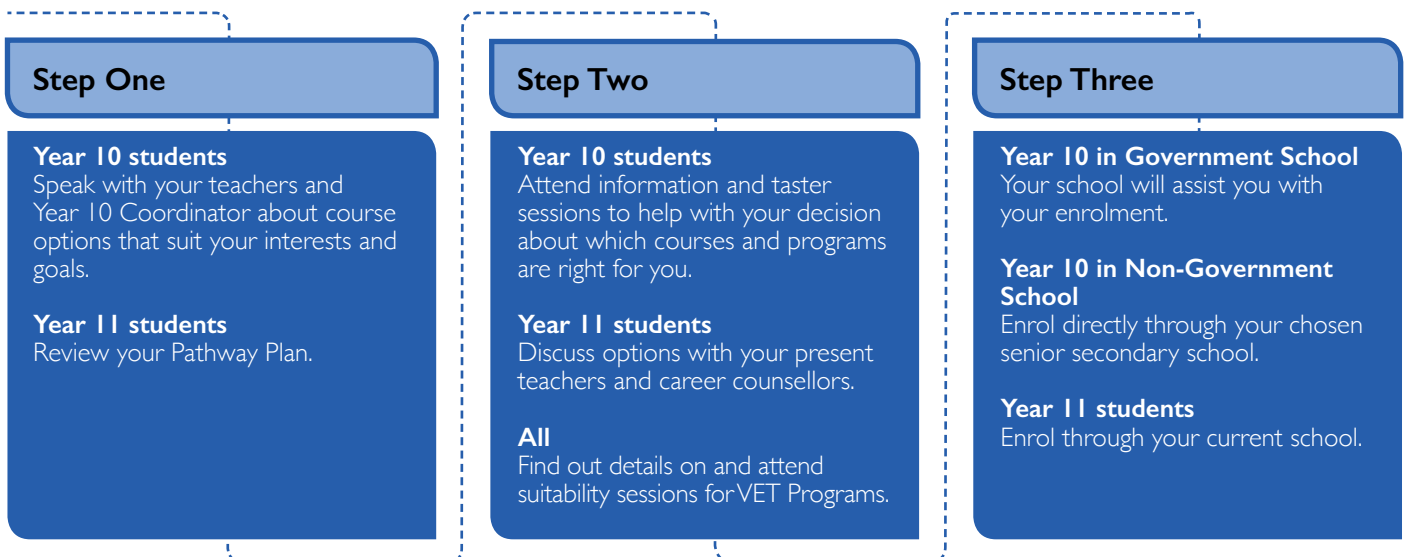 Step One
Year 10 students
Speak with your teachers and
Year 10 Coordinator about course
options that suit your interests and
goals.
Year 11 students
Review your Pathway Plan.
Step Two
Year 10 students
Attend information and taster
sessions to help with your decision
about which courses and programs
are right for you.
Year 11 students
Discuss options with your present
teachers and career counsellors.
All
Find out details on and attend
suitability sessions for VET Programs.
Step Three
Year 10 in Government School
Your school will assist you with
your enrolment.
Year 10 in Non-Government
School
Enrol directly through your chosen
senior secondary school.
Year 11 students
Enrol through your current school.